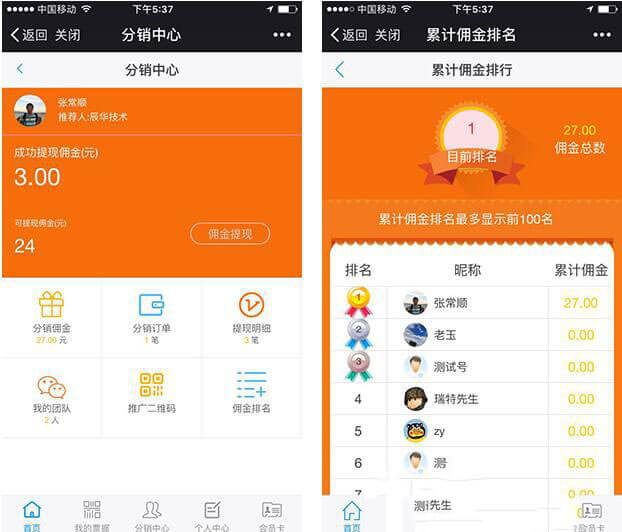 中国移动 下午5:37
返回 关闭 分销中心
分销中心
张常顺
推荐人:辰华技术
成功提现佣金(元)
3.00
可提现佣金(元)
24
佣金提现
分销佣金 分销订单 提现明细
27.00 元 1 笔 3 笔
我的团队 推广二维码 佣金排名
2 人
首页 我的票据 分销中心 个人中心 会员卡
中国移动 下午5:37
返回 关闭 累计佣金排名
累计佣金排行
1
目前排名
27.00
佣金总数
累计佣金排名最多显示前100名
排名 昵称 累计佣金
1 张常顺 27.00
2 老玉 0.00
3 测试号 0.00
4 瑞特先生 0.00
5 zy 0.00
6 0.00
7 先生 0.00
首页 会员卡